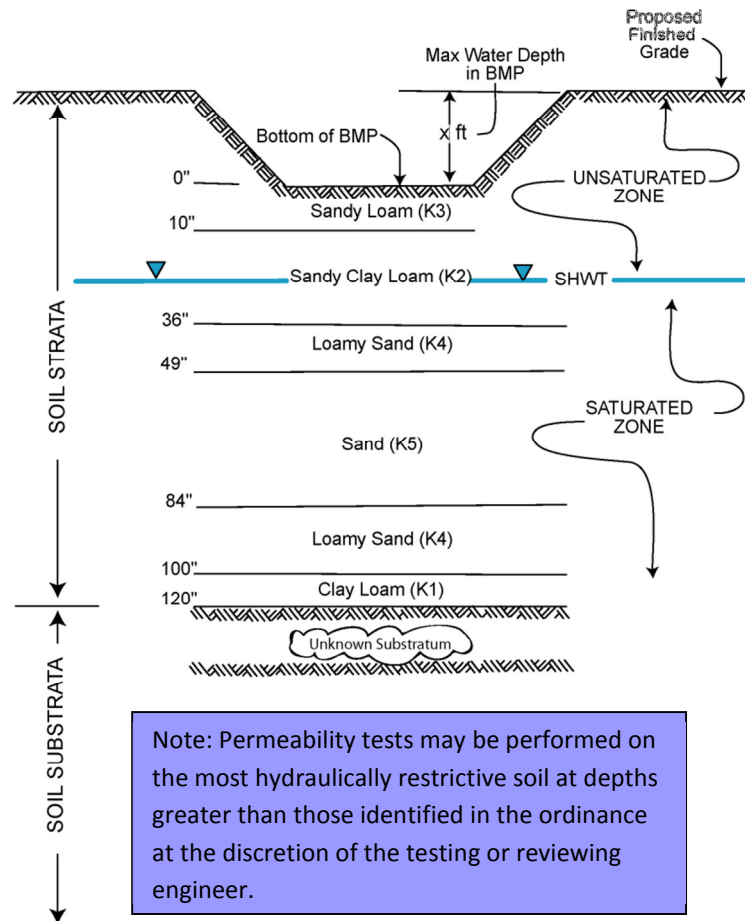 Proposed
Finished
Grade
Max Water Depth
in BMP
x ft
Bottom of BMP
0"
Sandy Loam (K3)
UNSATURATED
ZONE
10"
Sandy Clay Loam (K2)
SHWT
36"
Loamy Sand (K4)
49"
SOIL STRATA
SATURATED
ZONE
Sand (K5)
84"
Loamy Sand (K4)
100"
Clay Loam (K1)
120"
Unknown Substratum
SOIL SUBSTRATA
Note: Permeability tests may be performed on
the most hydraulically restrictive soil at depths
greater than those identified in the ordinance
at the discretion of the testing or reviewing
engineer.